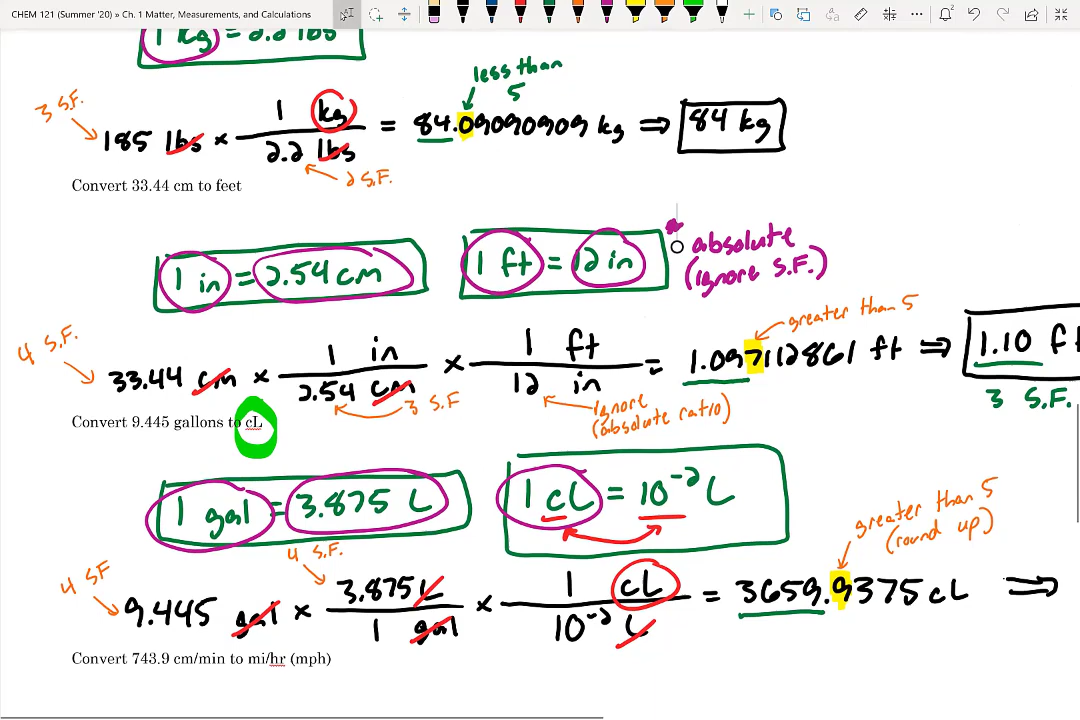 CHEM 121 (Summer '20) » Ch. 1 Matter, Measurements, and Calculations
1 kg = 2.2 lbs
less than
5
3 S.F.
185 lbs × 1 kg / 2.2 lbs = 84.09090909 kg ⇒ 84 kg
2 S.F.
Convert 33.44 cm to feet
1 in = 2.54 cm
1 ft = 12 in
* absolute
(ignore S.F.)
greater than 5
4 S.F.
33.44 cm × 1 in / 2.54 cm × 1 ft / 12 in = 1.097112861 ft ⇒ 1.10 ft
3 S.F
ignore
(absolute ratio)
3 S.F.
Convert 9.445 gallons to cL
1 gal = 3.875 L
1 cL = 10⁻² L
greater than 5
(round up)
4 S.F.
4 SF
9.445 gal × 3.875 L / 1 gal × 1 cL / 10⁻² L = 3659.9375 cL ⇒
Convert 743.9 cm/min to mi/hr (mph)